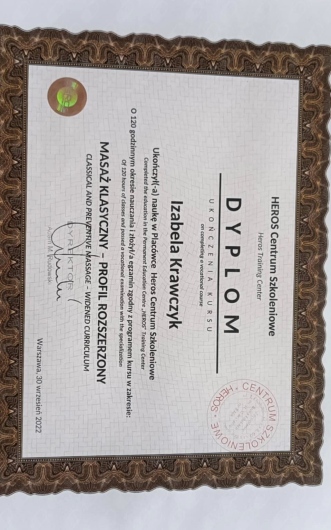 HEROS Centrum Szkoleniowe
Heros Training Center
DYPLOM
UKOŃCZENIA KURSU
on completing a vocational course
Izabela Krawczyk
Ukończył(-a) naukę w Placówce Heros Centrum Szkoleniowe
Completed the education in the Permanent Education Centre „HEROS” Training Center
O 120 godzinnym okresie nauczania i złożył/a egzamin zgodny z programem kursu w zakresie:
Of 120 hours of classes and passed a vocational examination with the specialization
MASAŻ KLASYCZNY – PROFIL ROZSZERZONY
CLASSICAL AND PREVENTIVE MASSAGE – WIDENED CURRICULUM
DYREKTOR
Warszawa, 30 wrzesień 2022
CENTRUM SZKOLENIOWE - HEROS -